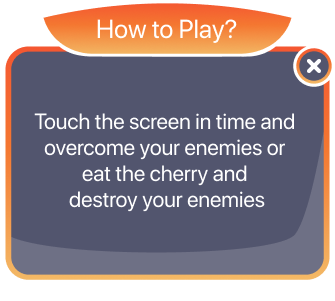 How to Play?
Touch the screen in time and
overcome your enemies or
eat the cherry and
destroy your enemies